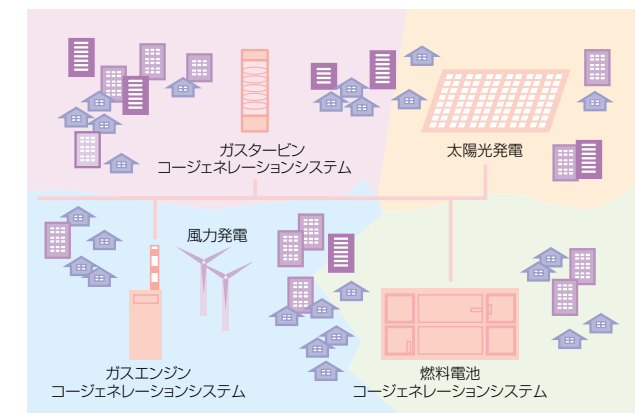 ガスタービン
コージェネレーションシステム
太陽光発電
風力発電
ガスエンジン
コージェネレーションシステム
燃料電池
コージェネレーションシステム